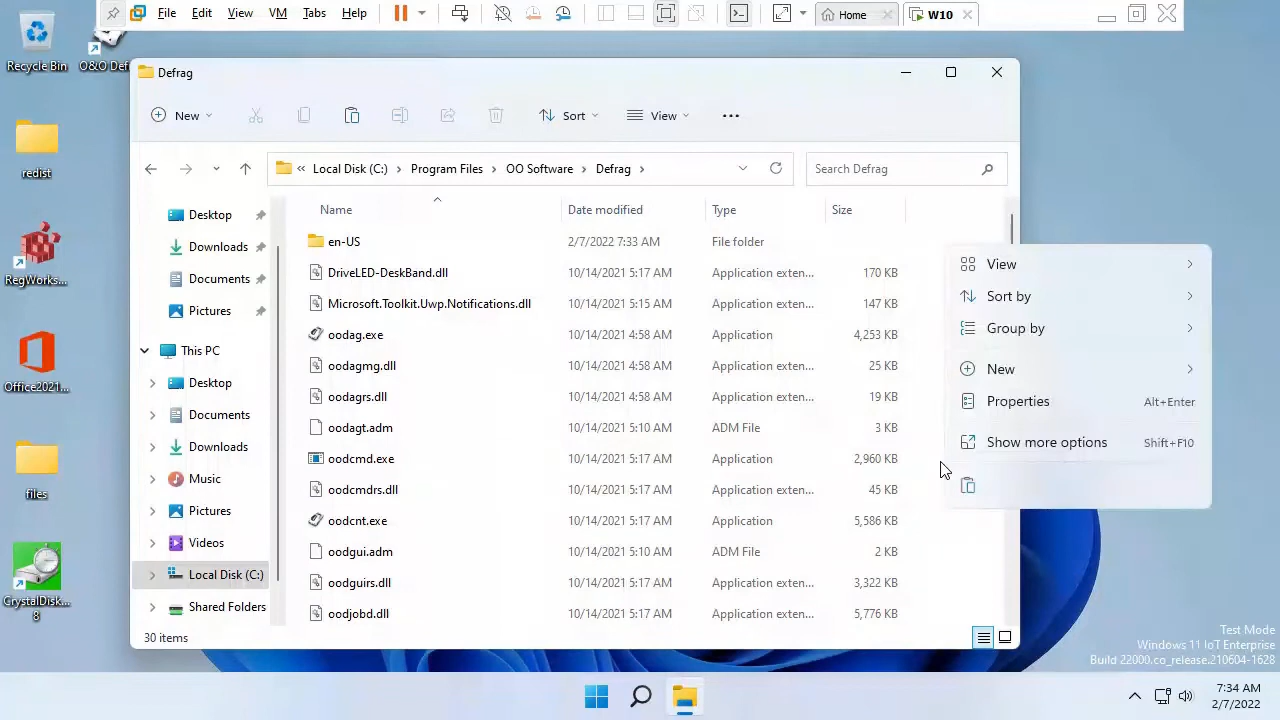 File Edit View VM Tabs Help Home W10
Recycle Bin
O&O Def
redist
RegWorks...
Office2021...
files
CrystalDisk...
8
Defrag
New Sort View
« Local Disk (C:) Program Files OO Software Defrag
Search Defrag
Desktop
Downloads
Documents
Pictures
This PC
Desktop
Documents
Downloads
Music
Pictures
Videos
Local Disk (C:)
Shared Folders
Name Date modified Type Size
en-US 2/7/2022 7:33 AM File folder
DriveLED-DeskBand.dll 10/14/2021 5:17 AM Application exten... 170 KB
Microsoft.Toolkit.Uwp.Notifications.dll 10/14/2021 5:15 AM Application exten... 147 KB
oodag.exe 10/14/2021 4:58 AM Application 4,253 KB
oodagmg.dll 10/14/2021 4:58 AM Application exten... 25 KB
oodagrs.dll 10/14/2021 4:58 AM Application exten... 19 KB
oodagt.adm 10/14/2021 5:10 AM ADM File 3 KB
oodcmd.exe 10/14/2021 5:17 AM Application 2,960 KB
oodcmdrs.dll 10/14/2021 5:17 AM Application exten... 45 KB
oodcnt.exe 10/14/2021 5:17 AM Application 5,586 KB
oodgui.adm 10/14/2021 5:10 AM ADM File 2 KB
oodguirs.dll 10/14/2021 5:17 AM Application exten... 3,322 KB
oodjobd.dll 10/14/2021 5:17 AM Application exten... 5,776 KB
30 items
View
Sort by
Group by
New
Properties Alt+Enter
Show more options Shift+F10
Test Mode
Windows 11 IoT Enterprise
Build 22000.co_release.210604-1628
7:34 AM
2/7/2022